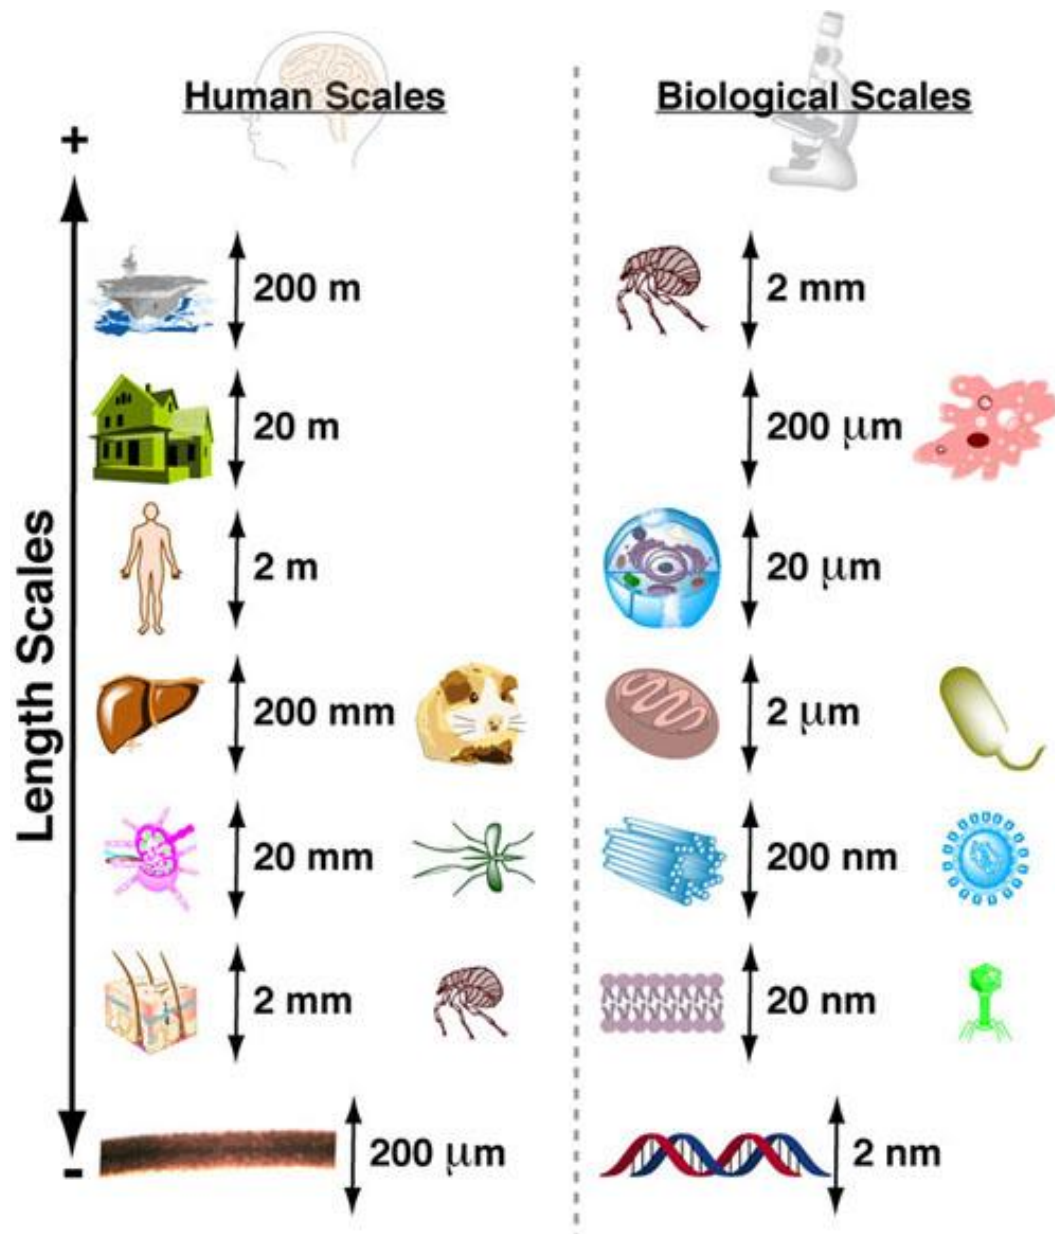 Human Scales
Biological Scales
+
Length Scales
200 m
2 mm
20 m
200 μm
2 m
20 μm
200 mm
2 μm
20 mm
200 nm
2 mm
20 nm
-
200 μm
2 nm